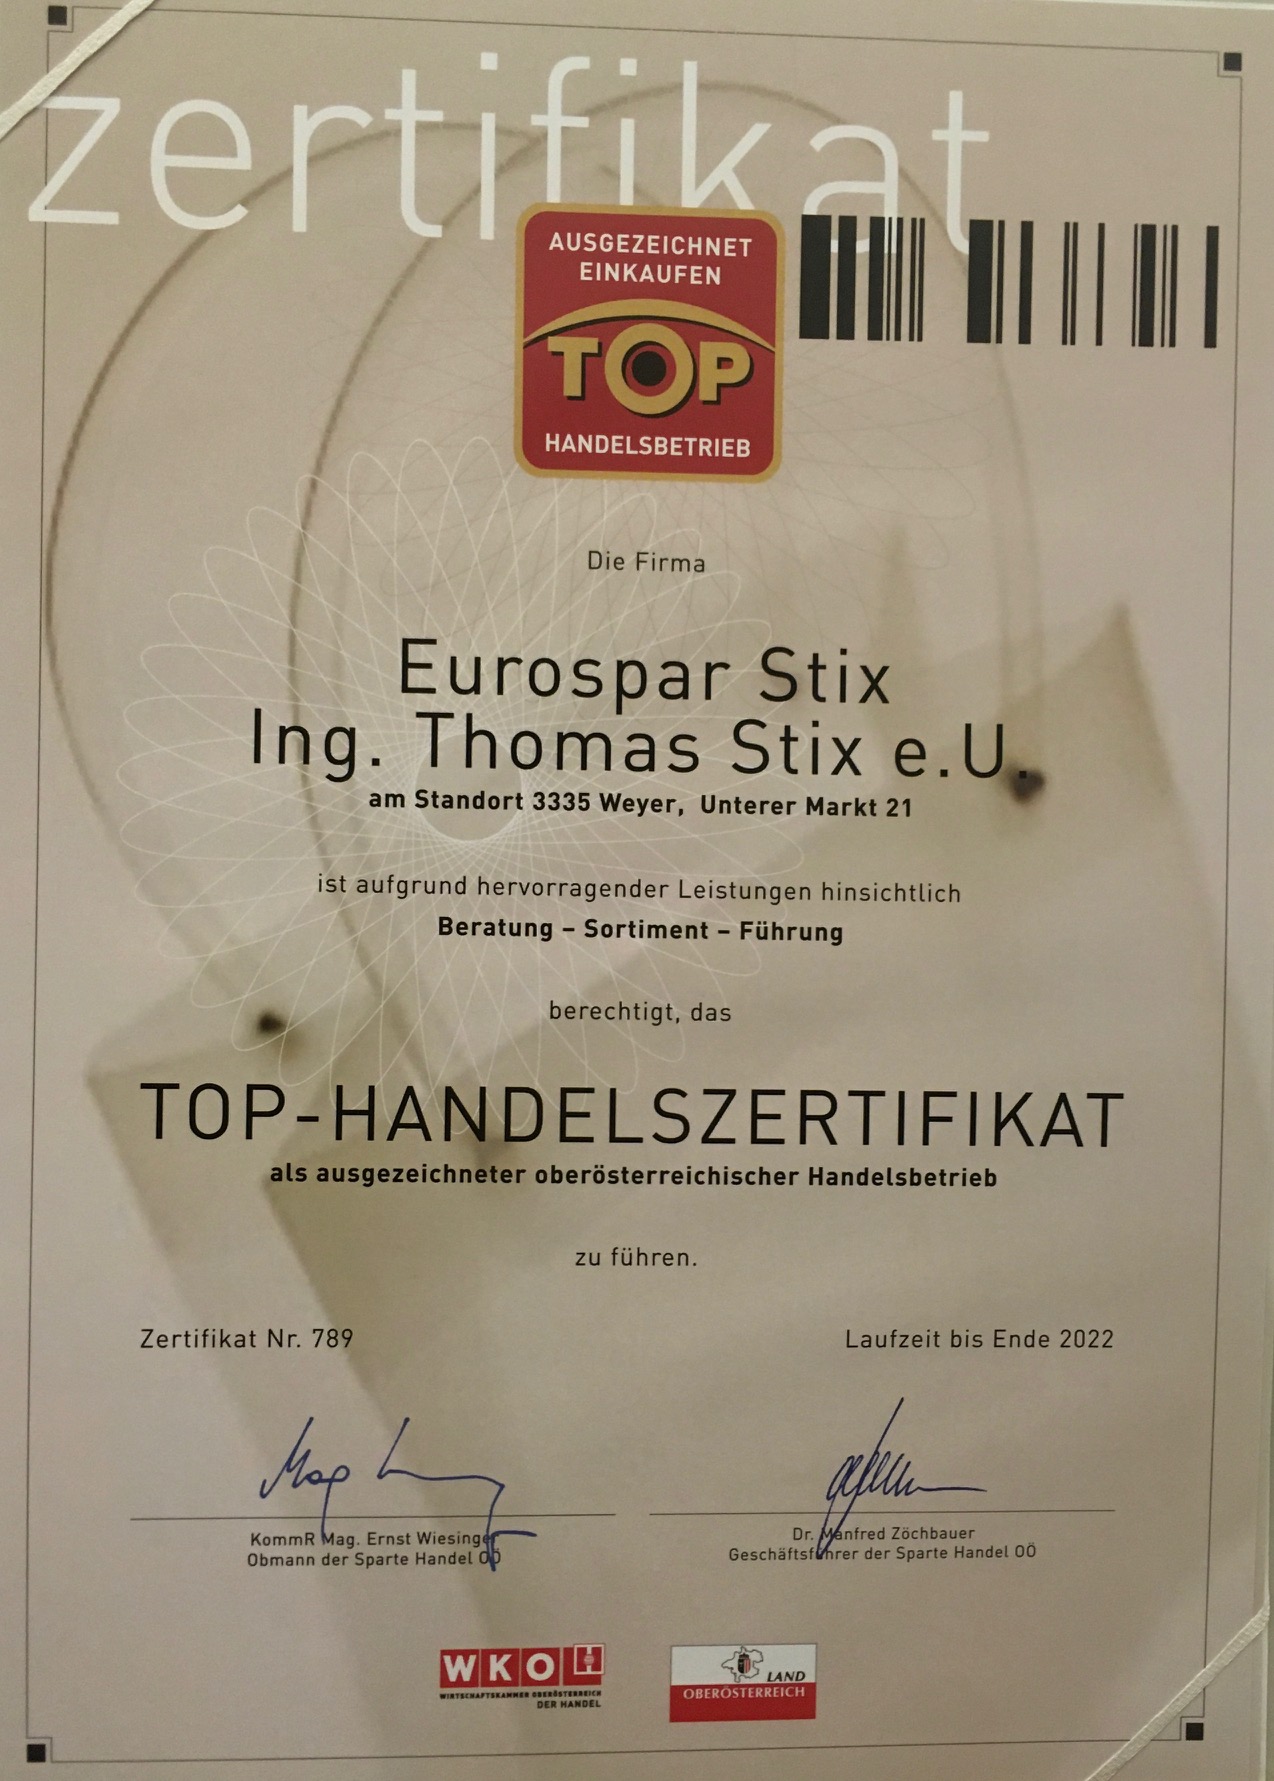 zertifikat
AUSGEZEICHNET
EINKAUFEN
TOP
HANDELSBETRIEB
Die Firma
Eurospar Stix
Ing. Thomas Stix e.U.
am Standort 3335 Weyer, Unterer Markt 21
ist aufgrund hervorragender Leistungen hinsichtlich
Beratung – Sortiment – Führung
berechtigt, das
TOP-HANDELSZERTIFIKAT
als ausgezeichneter oberösterreichischer Handelsbetrieb
zu führen.
Zertifikat Nr. 789
Laufzeit bis Ende 2022
KommR Mag. Ernst Wiesinger
Obmann der Sparte Handel OÖ
Dr. Manfred Zöchbauer
Geschäftsführer der Sparte Handel OÖ
WKO
WIRTSCHAFTSKAMMER OBERÖSTERREICH
DER HANDEL
LAND
OBERÖSTERREICH